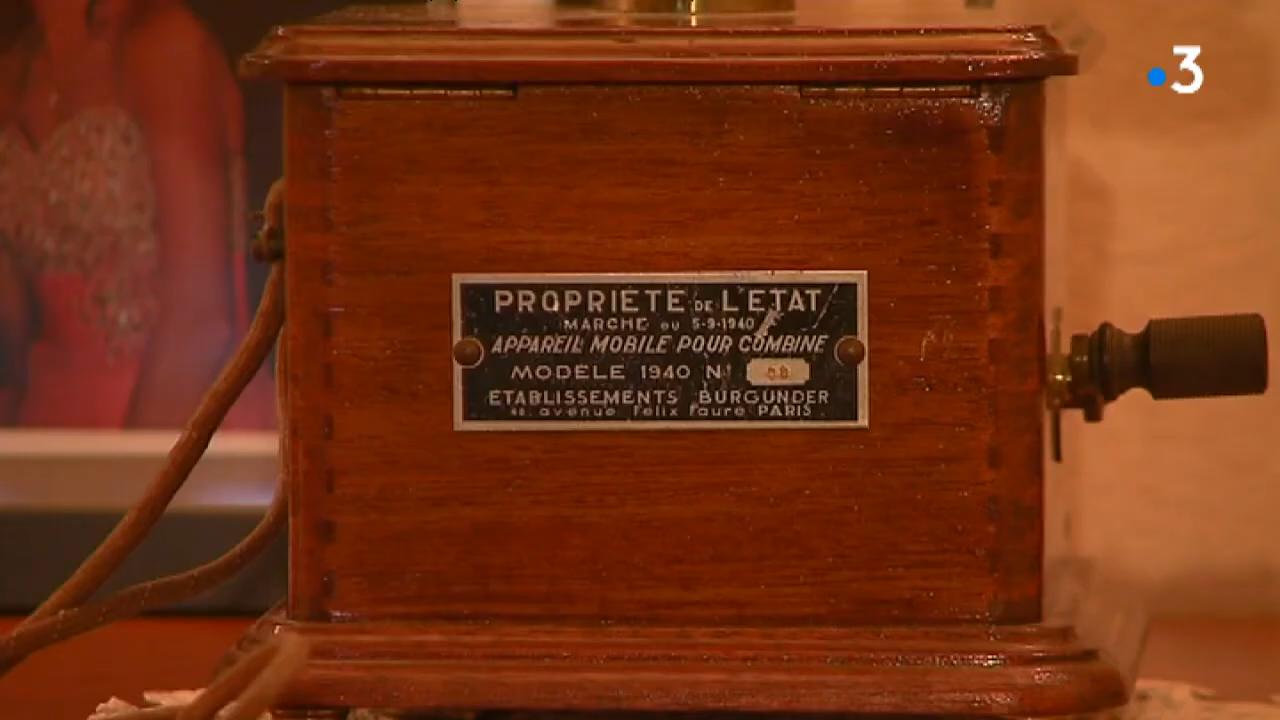 3
PROPRIETE DE L'ETAT
MARCHE DU 5-9-1940
APPAREIL MOBILE POUR COMBINE
MODELE 1940 N°
ETABLISSEMENTS BURGUNDER
avenue Felix Faure PARIS